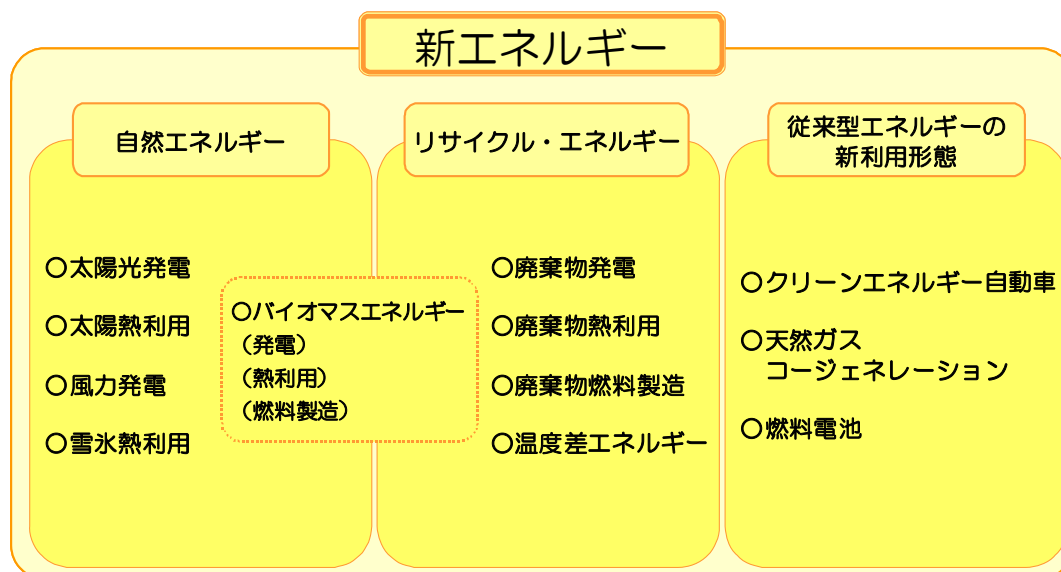 新エネルギー
自然エネルギー
○太陽光発電
○太陽熱利用
○風力発電
○雪氷熱利用
○バイオマスエネルギー
（発電）
（熱利用）
（燃料製造）
リサイクル・エネルギー
○廃棄物発電
○廃棄物熱利用
○廃棄物燃料製造
○温度差エネルギー
従来型エネルギーの
新利用形態
○クリーンエネルギー自動車
○天然ガス
コージェネレーション
○燃料電池